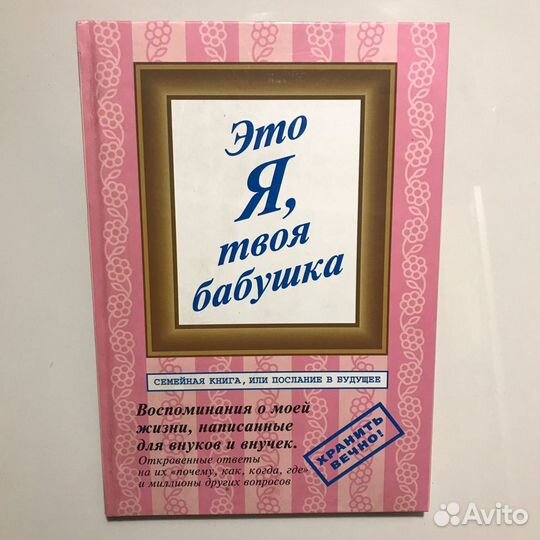 Это
Я,
твоя
бабушка
СЕМЕЙНАЯ КНИГА, ИЛИ ПОСЛАНИЕ В БУДУЩЕЕ
Воспоминания о моей
жизни, написанные
для внуков и внучек.
Откровенные ответы
на их «почему, как, когда, где»
и миллионы других вопросов
ХРАНИТЬ
ВЕЧНО!
Avito